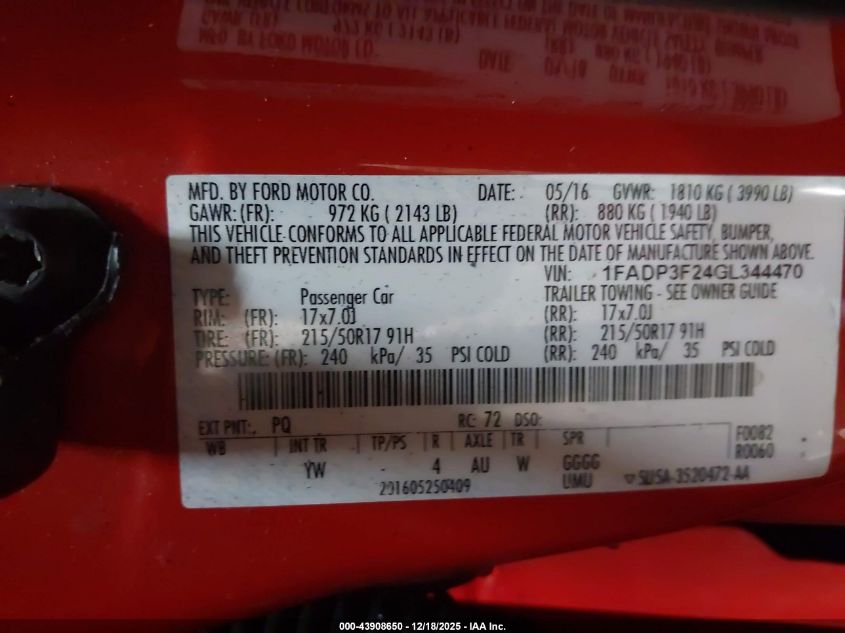 MFD. BY FORD MOTOR CO. DATE: 05/16 GVWR: 1810 KG ( 3990 LB)
GAWR: (FR): 972 KG ( 2143 LB) (RR): 880 KG ( 1940 LB)
THIS VEHICLE CONFORMS TO ALL APPLICABLE FEDERAL MOTOR VEHICLE SAFETY, BUMPER,
AND THEFT PREVENTION STANDARDS IN EFFECT ON THE DATE OF MANUFACTURE SHOWN ABOVE.
VIN: 1FADP3F24GL344470
TYPE: Passenger Car TRAILER TOWING - SEE OWNER GUIDE
RIM: (FR): 17x7.0J (RR): 17x7.0J
TIRE: (FR): 215/50R17 91H (RR): 215/50R17 91H
PRESSURE: (FR): 240 kPa/ 35 PSI COLD (RR): 240 kPa/ 35 PSI COLD
EXT PNT: PQ RC: 72 DSO: F0082
WB INT TR TP/PS R AXLE TR SPR R0060
YW - 4 AU W GGGG
201605250409 UMU 5U5A-3520472-AA
000-43908650 - 12/18/2025 - IAA Inc.